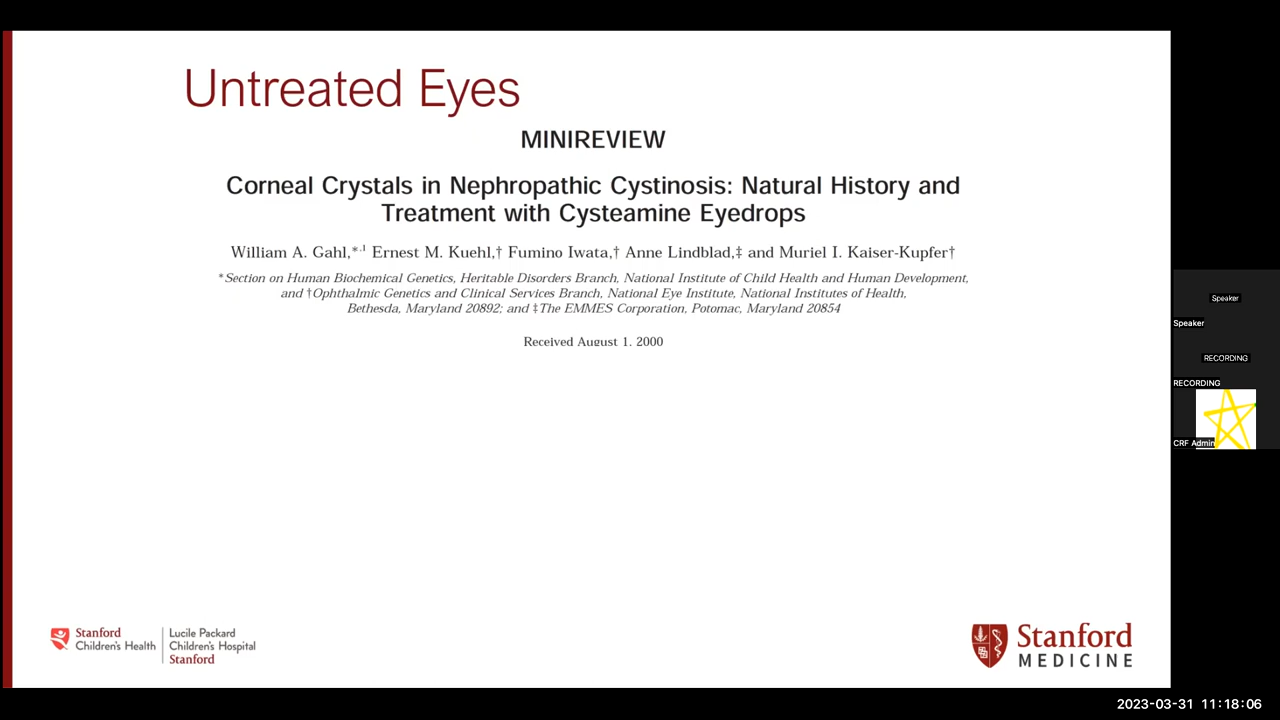 Untreated Eyes
MINIREVIEW
Corneal Crystals in Nephropathic Cystinosis: Natural History and
Treatment with Cysteamine Eyedrops
William A. Gahl,*,1 Ernest M. Kuehl,† Fumino Iwata,† Anne Lindblad,‡ and Muriel I. Kaiser-Kupfer†
*Section on Human Biochemical Genetics, Heritable Disorders Branch, National Institute of Child Health and Human Development,
and †Ophthalmic Genetics and Clinical Services Branch, National Eye Institute, National Institutes of Health,
Bethesda, Maryland 20892; and ‡The EMMES Corporation, Potomac, Maryland 20854
Received August 1, 2000
Speaker
Speaker
RECORDING
RECORDING
CRF Admin
Stanford
Children's Health
Lucile Packard
Children's Hospital
Stanford
Stanford
MEDICINE
2023-03-31 11:18:06